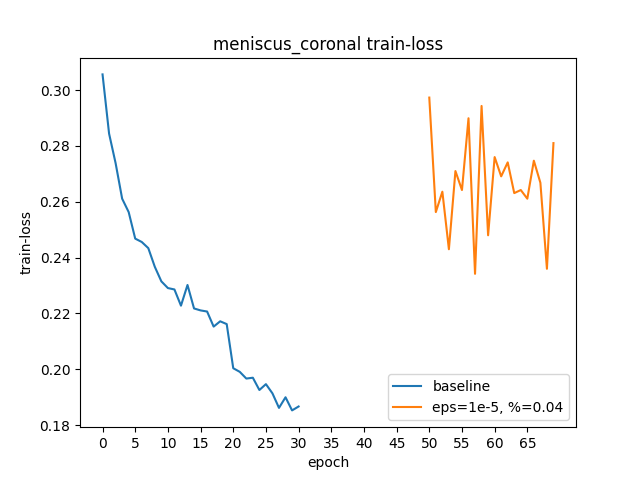 meniscus_coronal train-loss
train-loss
0.30
0.28
0.26
0.24
0.22
0.20
0.18
baseline
eps=1e-5, %=0.04
0 5 10 15 20 25 30 35 40 45 50 55 60 65
epoch